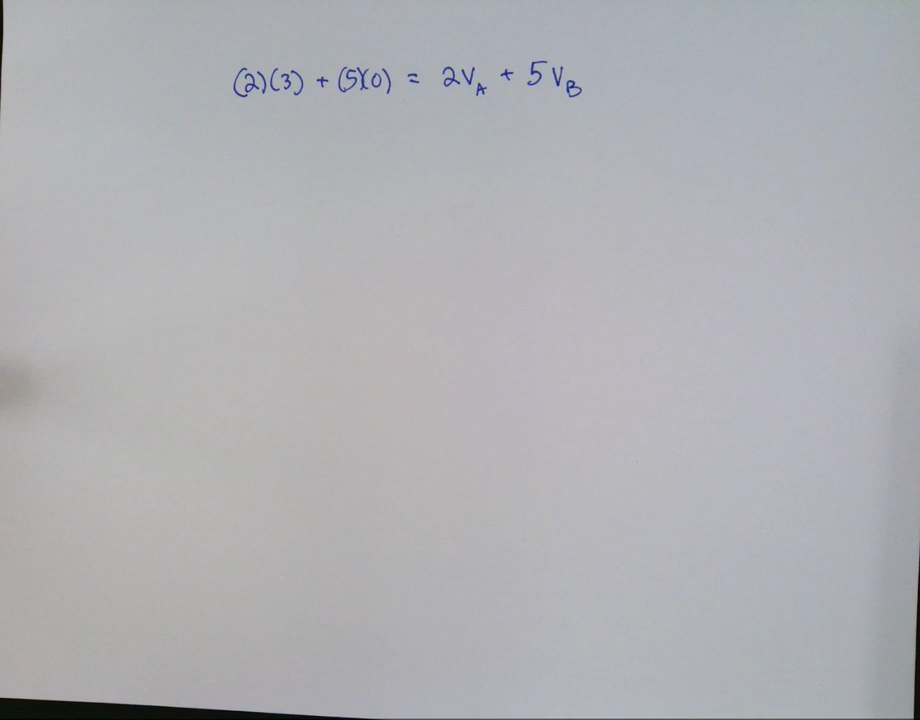 (2)(3) + (5)(0) = 2V_A + 5V_B